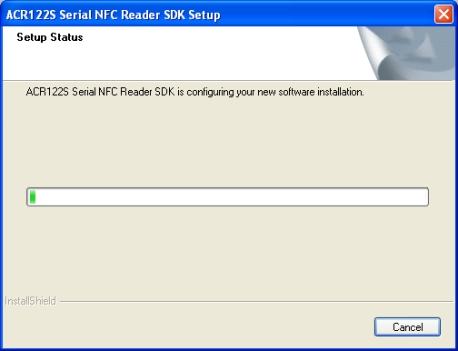 ACR122S Serial NFC Reader SDK Setup
Setup Status
ACR122S Serial NFC Reader SDK is configuring your new software installation.
InstallShield
Cancel